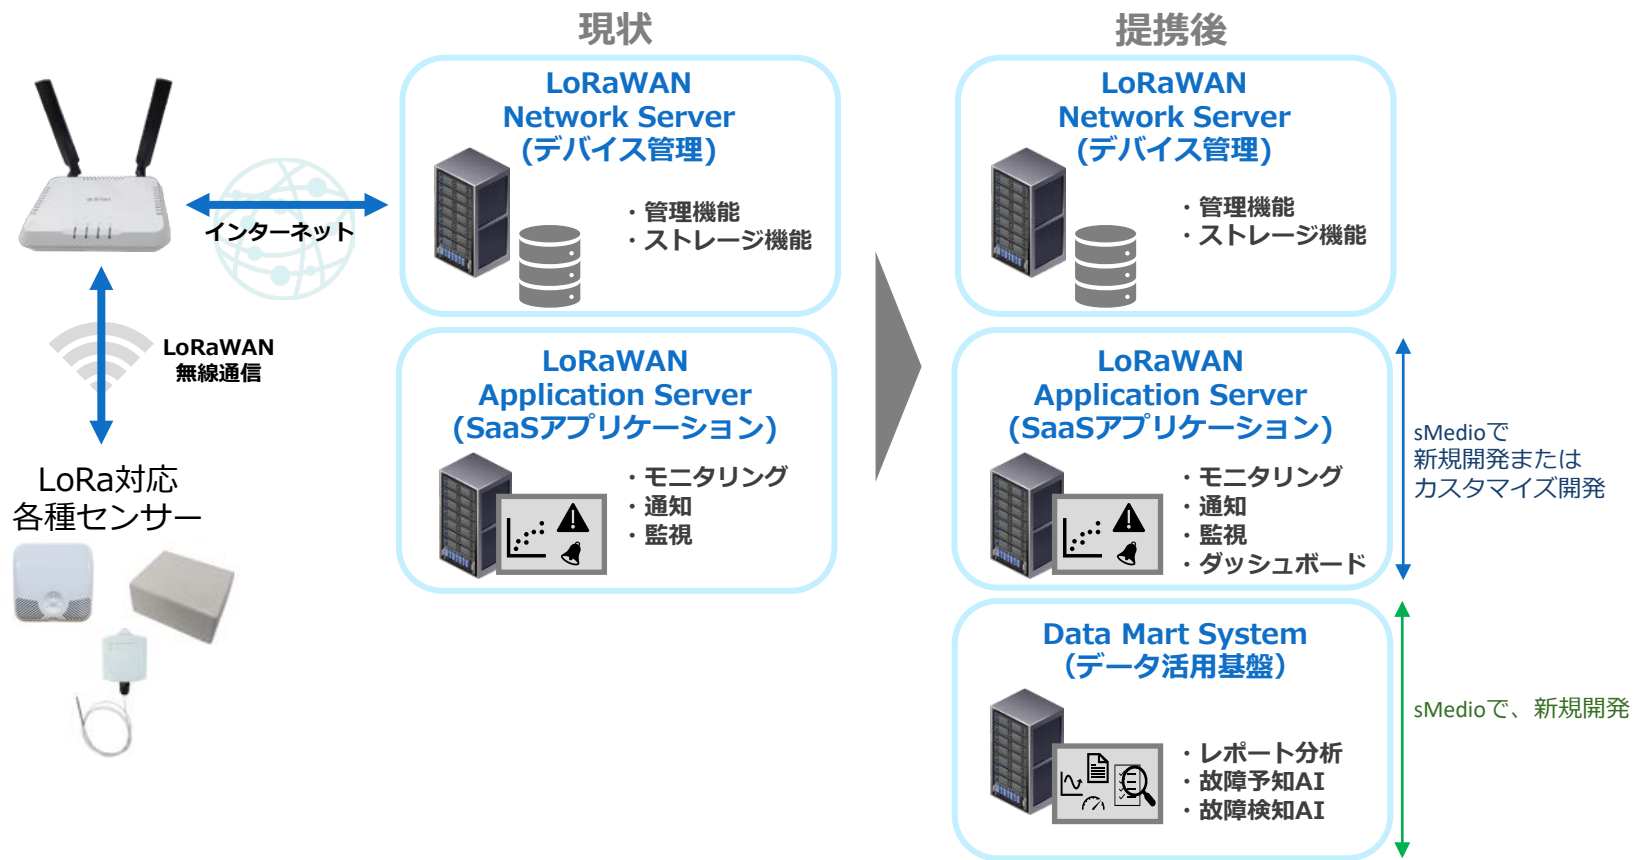 現状
提携後
LoRaWAN
Network Server
(デバイス管理)
・管理機能
・ストレージ機能
インターネット
LoRaWAN
無線通信
LoRa対応
各種センサー
LoRaWAN
Application Server
(SaaSアプリケーション)
・モニタリング
・通知
・監視
LoRaWAN
Network Server
(デバイス管理)
・管理機能
・ストレージ機能
LoRaWAN
Application Server
(SaaSアプリケーション)
・モニタリング
・通知
・監視
・ダッシュボード
sMedioで
新規開発または
カスタマイズ開発
Data Mart System
（データ活用基盤）
・レポート分析
・故障予知AI
・故障検知AI
sMedioで、新規開発